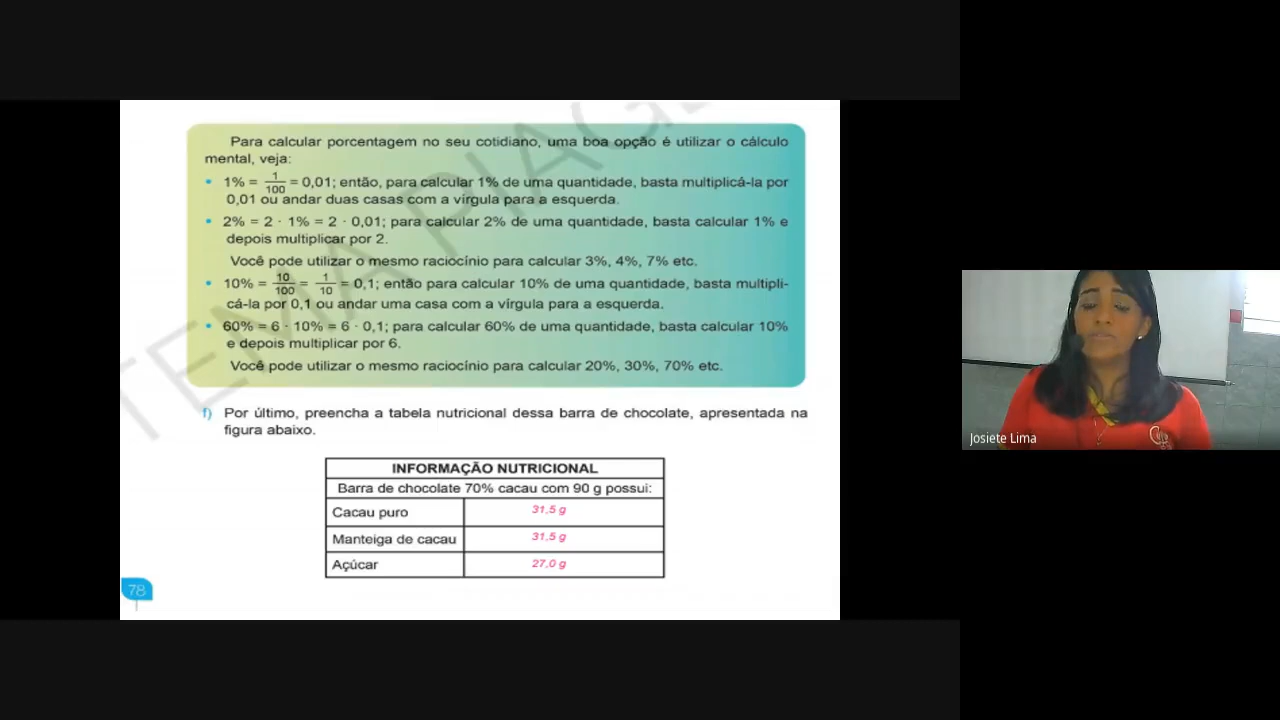 TEMA PIAGE
Para calcular porcentagem no seu cotidiano, uma boa opção é utilizar o cálculo
mental, veja:
• 1% = 1/100 = 0,01; então, para calcular 1% de uma quantidade, basta multiplicá-la por
0,01 ou andar duas casas com a vírgula para a esquerda.
• 2% = 2 · 1% = 2 · 0,01; para calcular 2% de uma quantidade, basta calcular 1% e
depois multiplicar por 2.
Você pode utilizar o mesmo raciocínio para calcular 3%, 4%, 7% etc.
• 10% = 10/100 = 1/10 = 0,1; então para calcular 10% de uma quantidade, basta multipli-
cá-la por 0,1 ou andar uma casa com a vírgula para a esquerda.
• 60% = 6 · 10% = 6 · 0,1; para calcular 60% de uma quantidade, basta calcular 10%
e depois multiplicar por 6.
Você pode utilizar o mesmo raciocínio para calcular 20%, 30%, 70% etc.
f) Por último, preencha a tabela nutricional dessa barra de chocolate, apresentada na
figura abaixo.
INFORMAÇÃO NUTRICIONAL
Barra de chocolate 70% cacau com 90 g possui:
Cacau puro 31,5 g
Manteiga de cacau 31,5 g
Açúcar 27,0 g
78
Josiete Lima